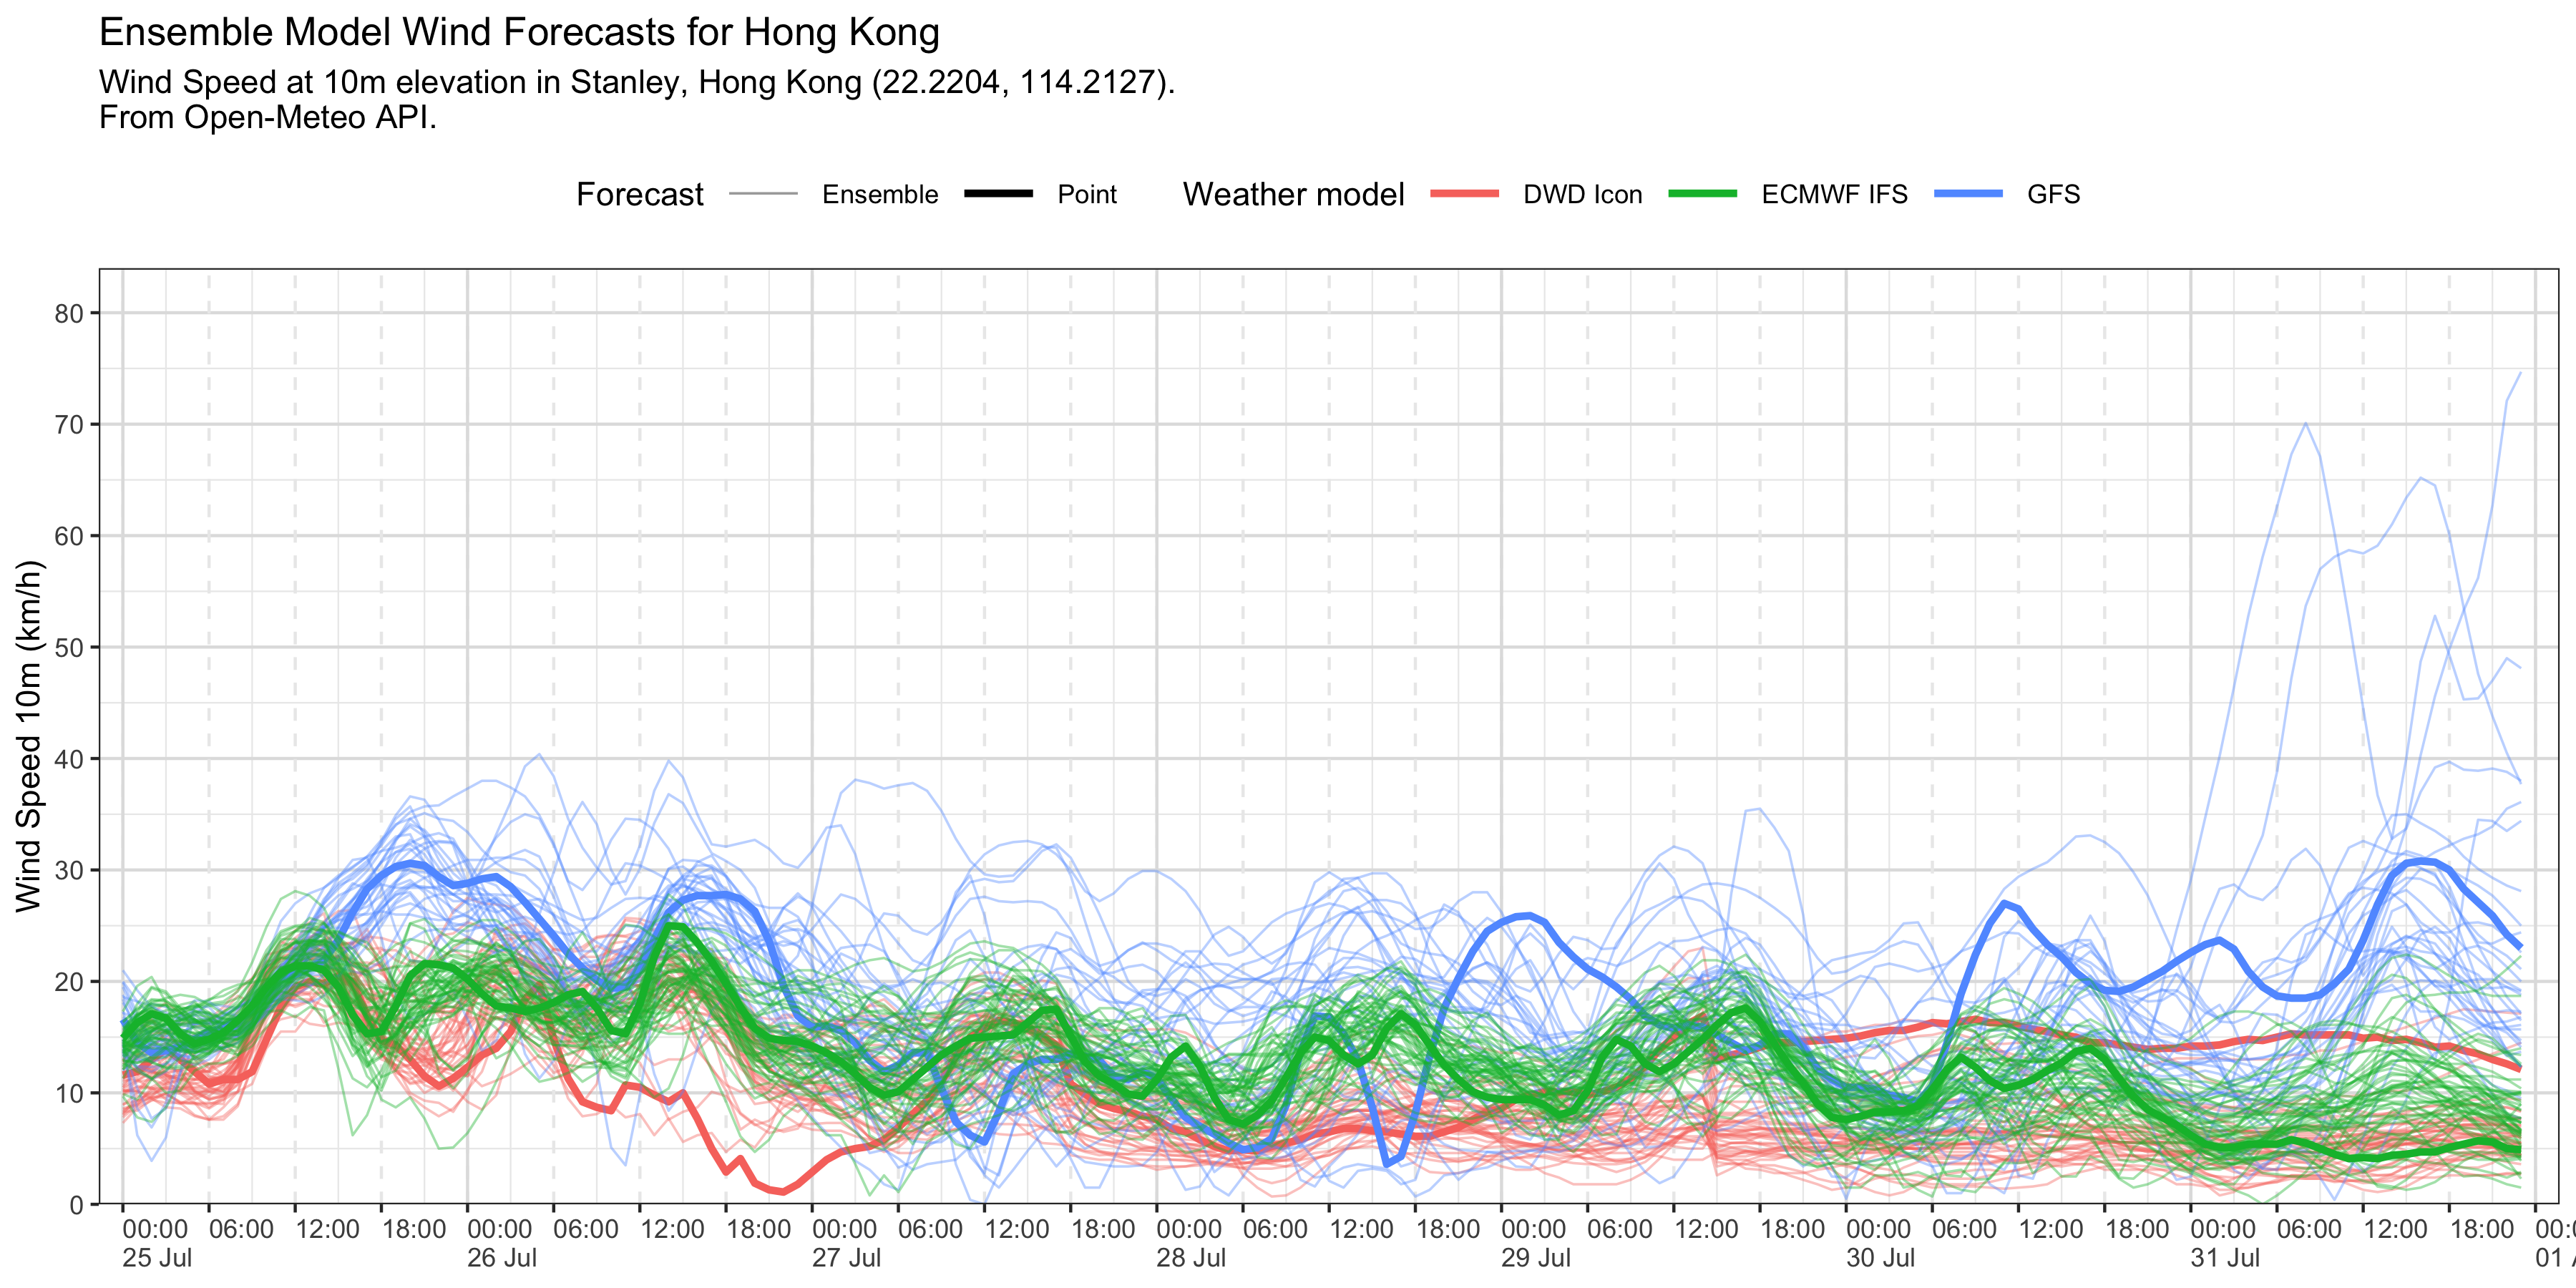 Ensemble Model Wind Forecasts for Hong Kong
Wind Speed at 10m elevation in Stanley, Hong Kong (22.2204, 114.2127).
From Open-Meteo API.
Forecast Ensemble Point Weather model DWD Icon ECMWF IFS GFS
Wind Speed 10m (km/h)
80
70
60
50
40
30
20
10
0
00:00 06:00 12:00 18:00 00:00 06:00 12:00 18:00 00:00 06:00 12:00 18:00 00:00 06:00 12:00 18:00 00:00 06:00 12:00 18:00 00:00 06:00 12:00 18:00 00:00 06:00 12:00 18:00
25 Jul 26 Jul 27 Jul 28 Jul 29 Jul 30 Jul 31 Jul 01